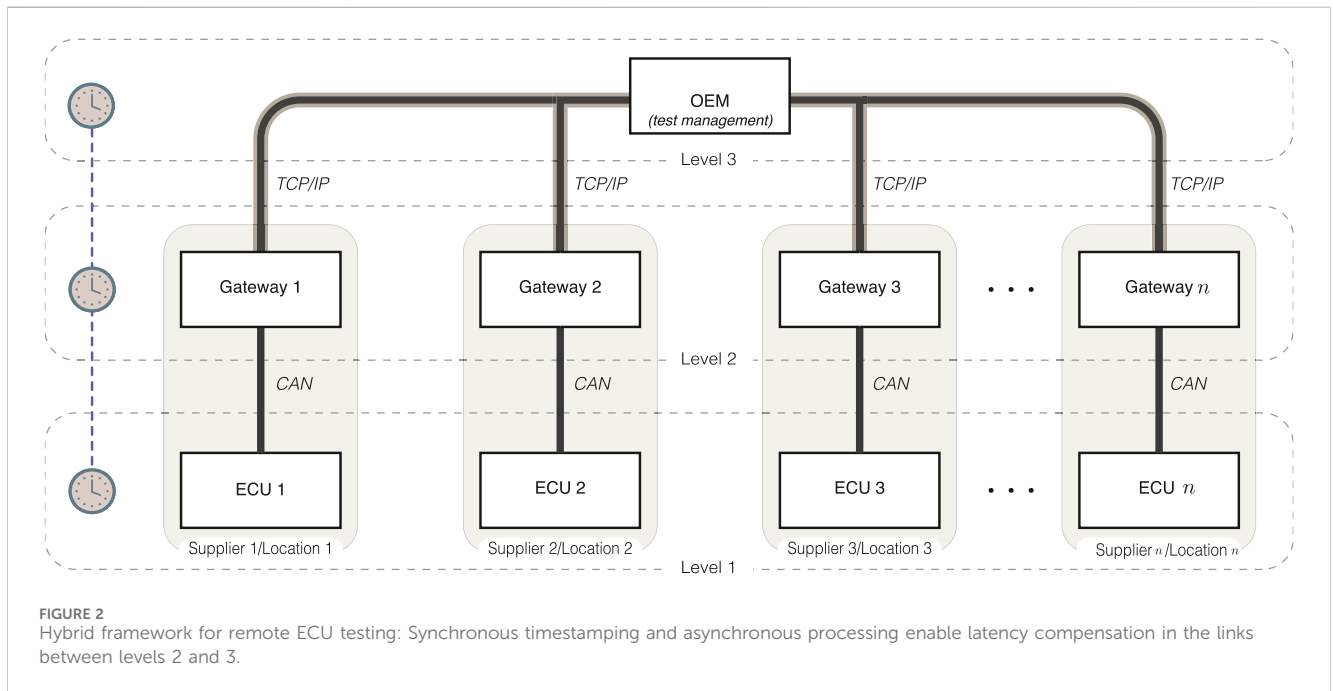 OEM
(test management)
Level 3
TCP/IP TCP/IP TCP/IP TCP/IP
Gateway 1 Gateway 2 Gateway 3 . . . Gateway n
Level 2
CAN CAN CAN CAN
ECU 1 ECU 2 ECU 3 . . . ECU n
Supplier 1/Location 1 Supplier 2/Location 2 Supplier 3/Location 3 Supplier n/Location n
Level 1
FIGURE 2
Hybrid framework for remote ECU testing: Synchronous timestamping and asynchronous processing enable latency compensation in the links
between levels 2 and 3.